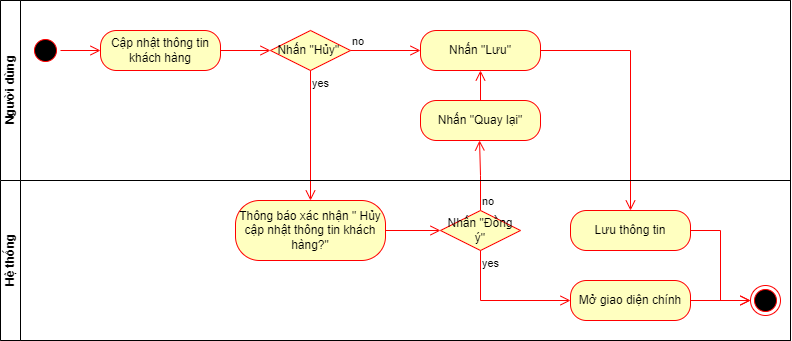 Người dùng
Cập nhật thông tin
khách hàng
Nhấn "Hủy"
no
yes
Nhấn "Lưu"
Nhấn "Quay lại"
Hệ thống
Thông báo xác nhận " Hủy
cập nhật thông tin khách
hàng?"
no
Nhấn "Đồng
ý"
yes
Lưu thông tin
Mở giao diện chính